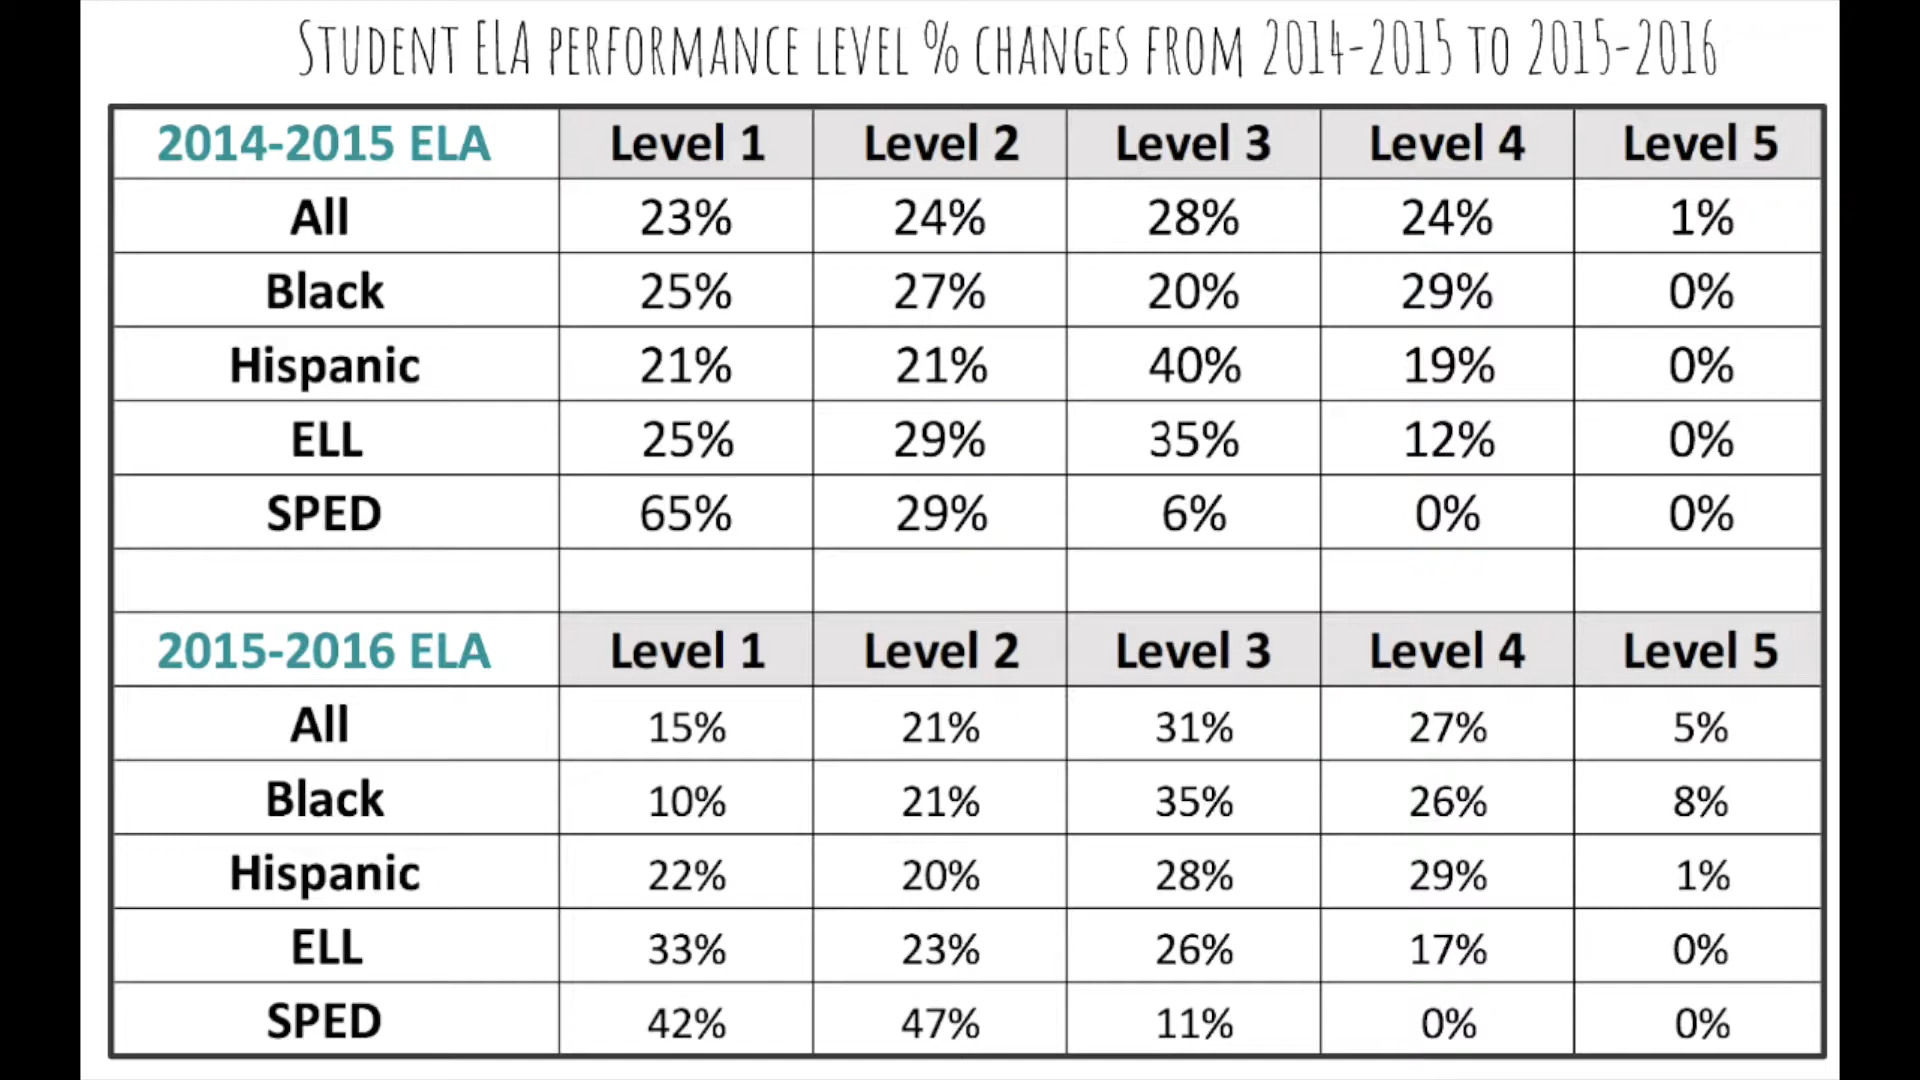 STUDENT ELA PERFORMANCE LEVEL % CHANGES FROM 2014-2015 TO 2015-2016
2014-2015 ELA Level 1 Level 2 Level 3 Level 4 Level 5
All 23% 24% 28% 24% 1%
Black 25% 27% 20% 29% 0%
Hispanic 21% 21% 40% 19% 0%
ELL 25% 29% 35% 12% 0%
SPED 65% 29% 6% 0% 0%
2015-2016 ELA Level 1 Level 2 Level 3 Level 4 Level 5
All 15% 21% 31% 27% 5%
Black 10% 21% 35% 26% 8%
Hispanic 22% 20% 28% 29% 1%
ELL 33% 23% 26% 17% 0%
SPED 42% 47% 11% 0% 0%